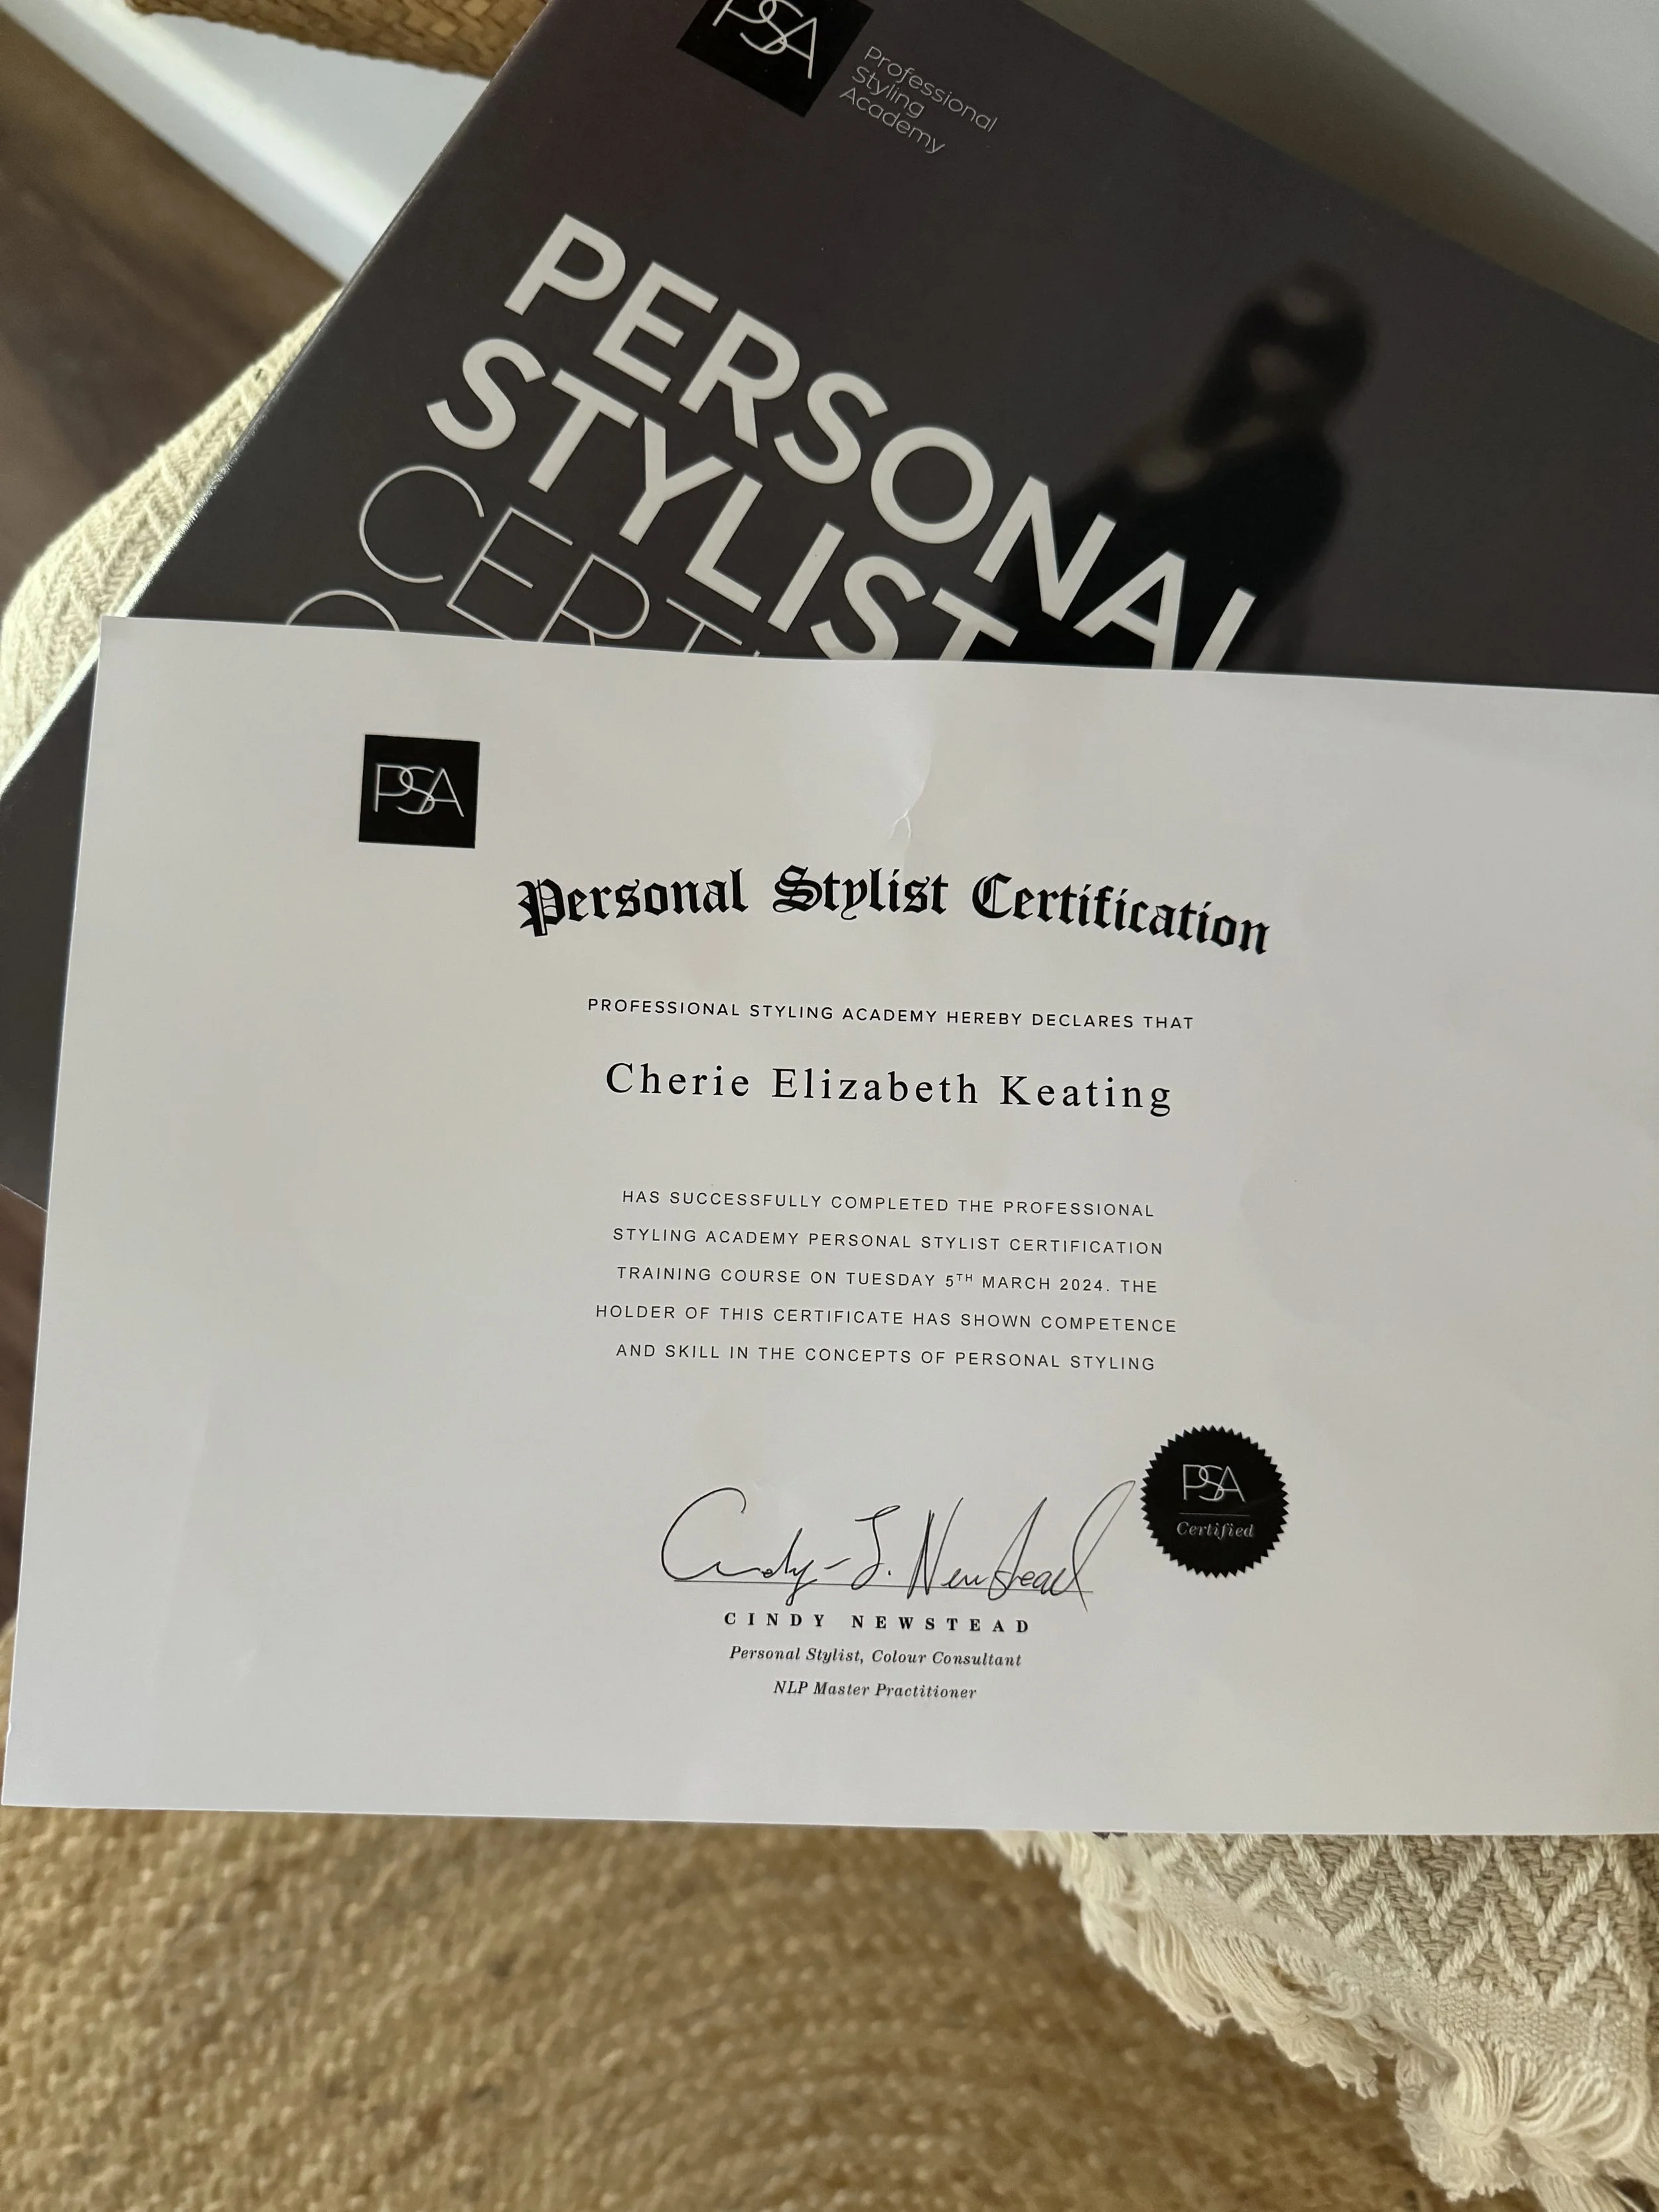 PSA
Professional
Styling
Academy
PERSONAL
STYLIST
PSA
Personal Stylist Certification
PROFESSIONAL STYLING ACADEMY HEREBY DECLARES THAT
Cherie Elizabeth Keating
HAS SUCCESSFULLY COMPLETED THE PROFESSIONAL
STYLING ACADEMY PERSONAL STYLIST CERTIFICATION
TRAINING COURSE ON TUESDAY 5TH MARCH 2024. THE
HOLDER OF THIS CERTIFICATE HAS SHOWN COMPETENCE
AND SKILL IN THE CONCEPTS OF PERSONAL STYLING
PSA
Certified
Cindy-J. Newstead
CINDY NEWSTEAD
Personal Stylist, Colour Consultant
NLP Master Practitioner